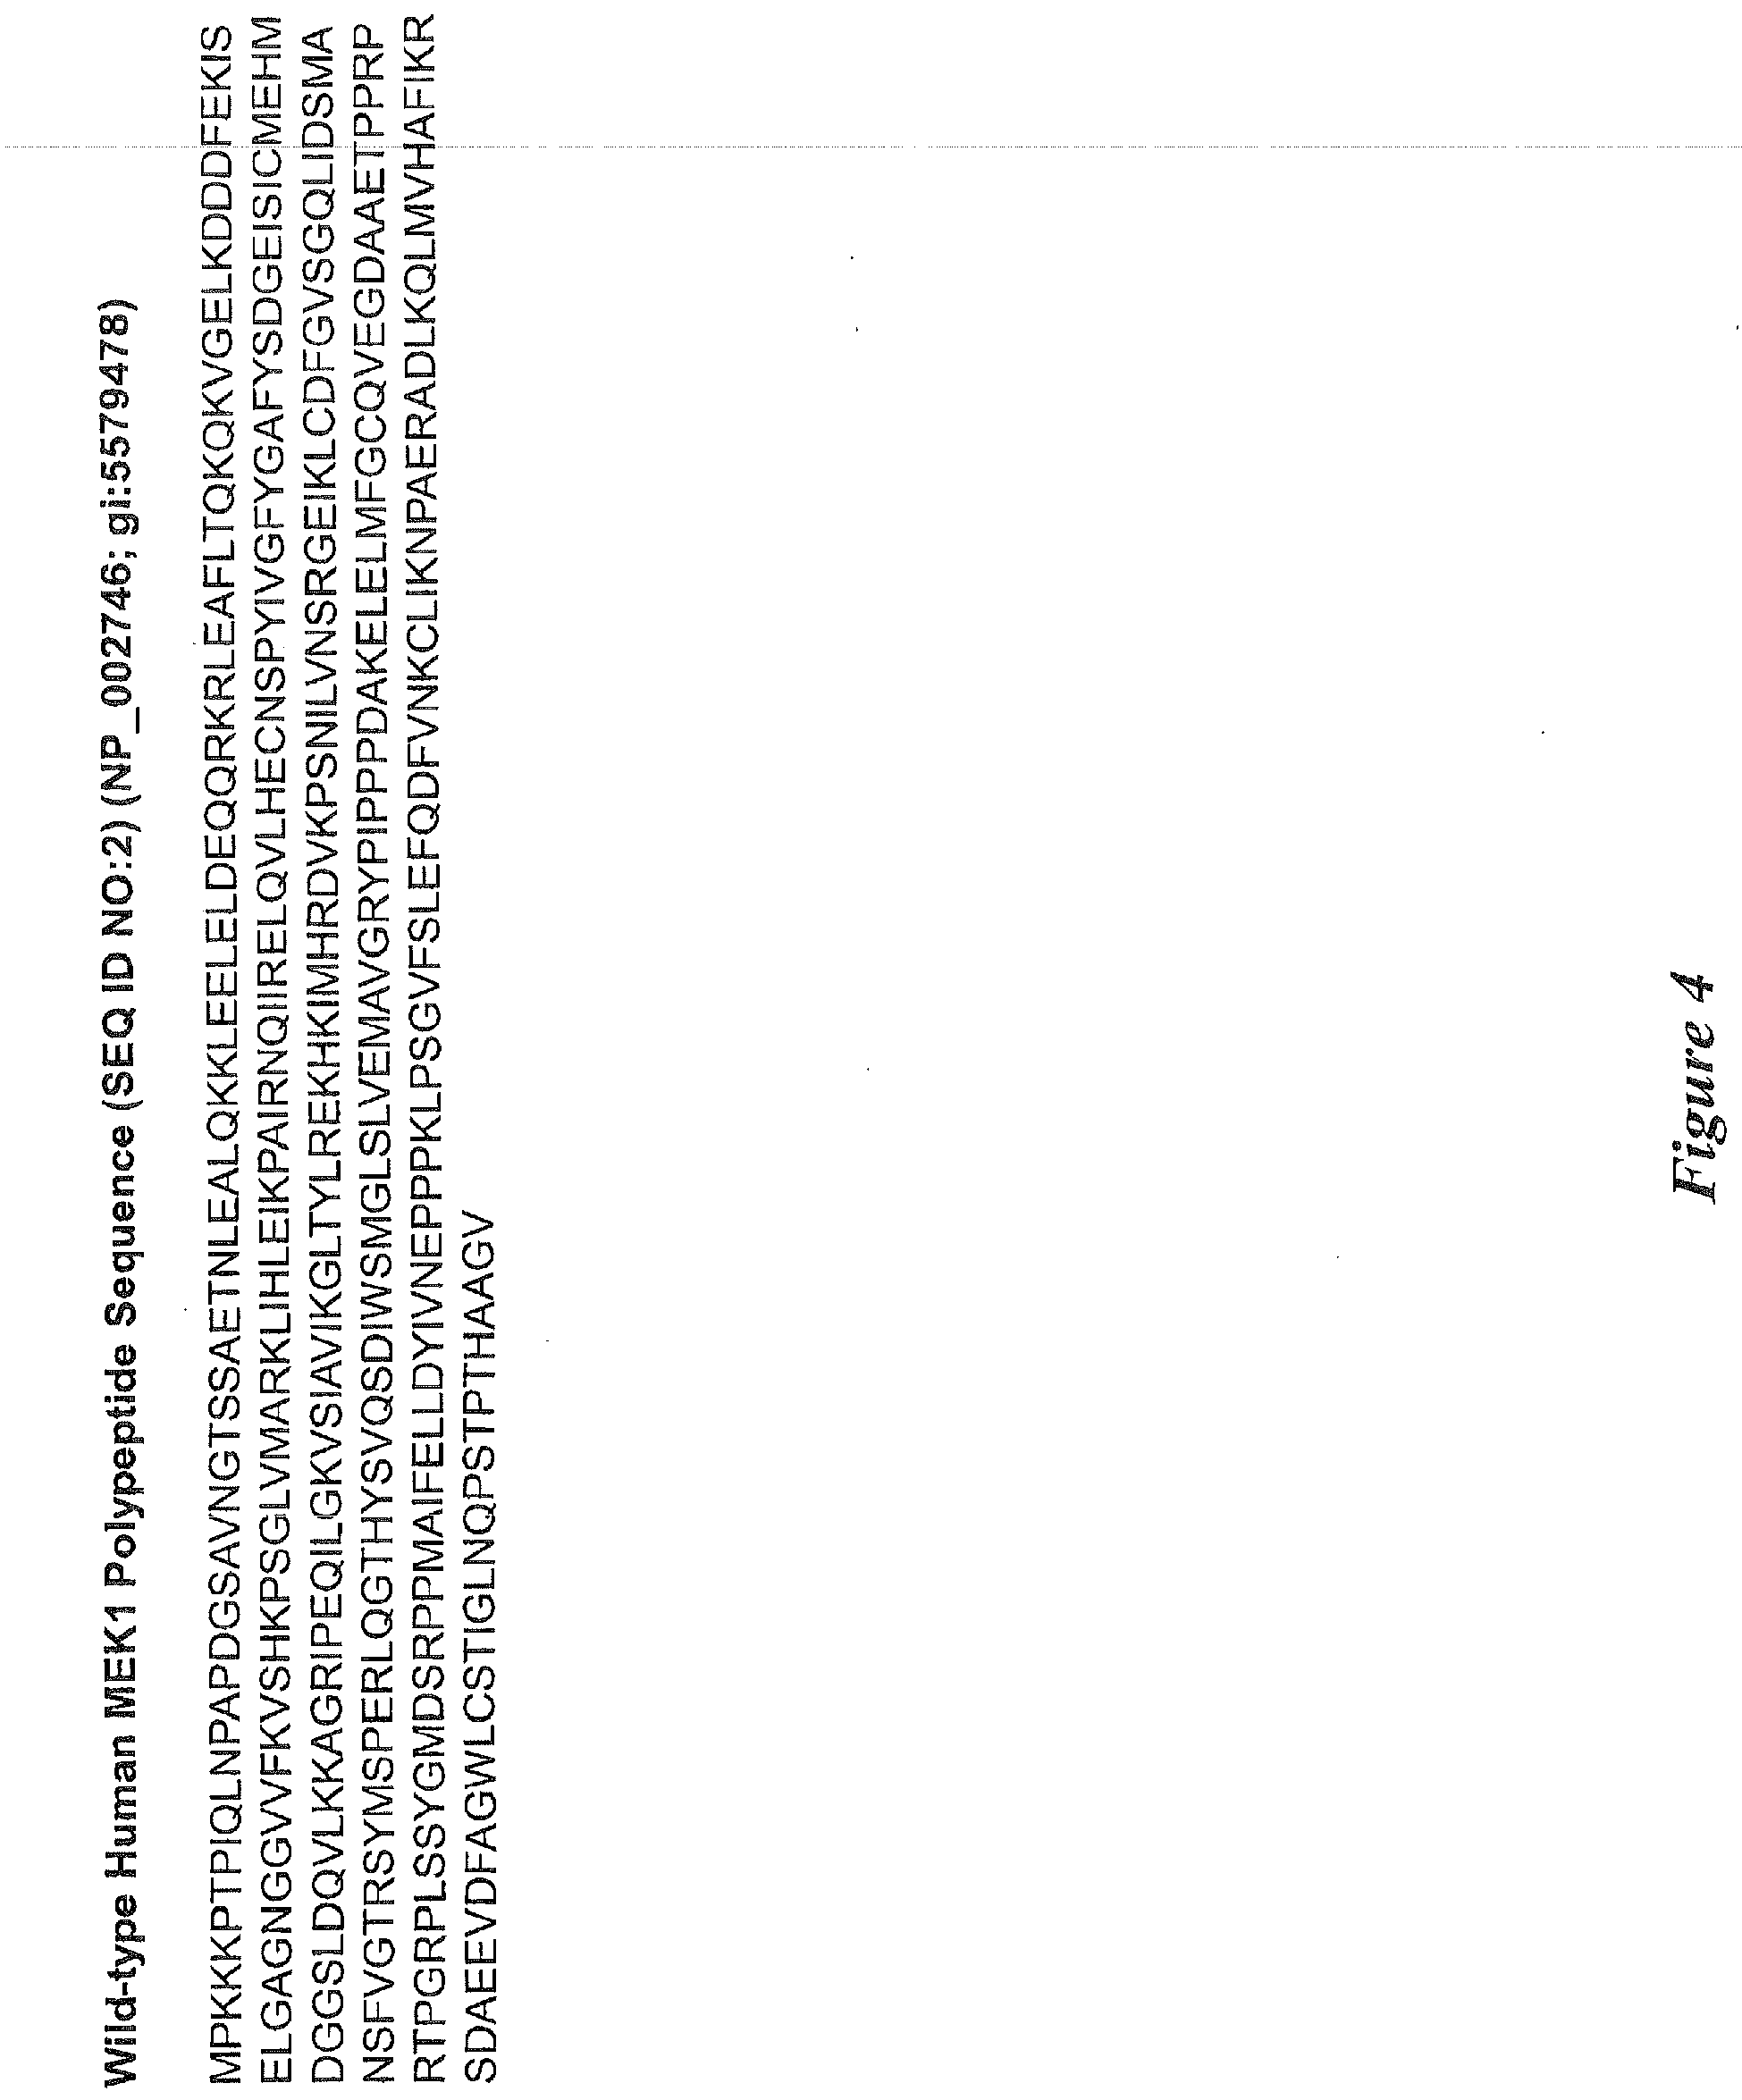 Wild-type Human MEK1 Polypeptide Sequence (SEQ ID NO:2) (NP_002746; gi:5579478)
MPKKKPTPIQLNPAPDGSAVNGTSSAETNLEALQKKLEELELDEQQRKRLEAFLTQKQKVGELKDDDFEKIS
ELGAGNGGVVFKVSHKPSGLVMARKLIHLEIKPAIRNQIIRELQVLHECNSPYIVGFYGAFYSDGEISICMEHM
DGGSLDQVLKKAGRIPEQILGKVSIAVIKGLTYLREKHKIMHRDVKPSNILVNSRGEIKLCDFGVSGQLIDSMA
NSFVGTRSYMSPERLQGTHYSVQSDIWSMGLSLVEMAVGRYPIPPPDAKELELMFGCQVEGDAAETPPRP
RTPGRPLSSYGMDSRPPMAIFELLDYIVNEPPPKLPSGVFSLEFQDFVNKCLIKNPAERADLKQLMVHAFIKR
SDAEEVDFAGWLCSTIGLNQPSTPTHAAGV
Figure 4